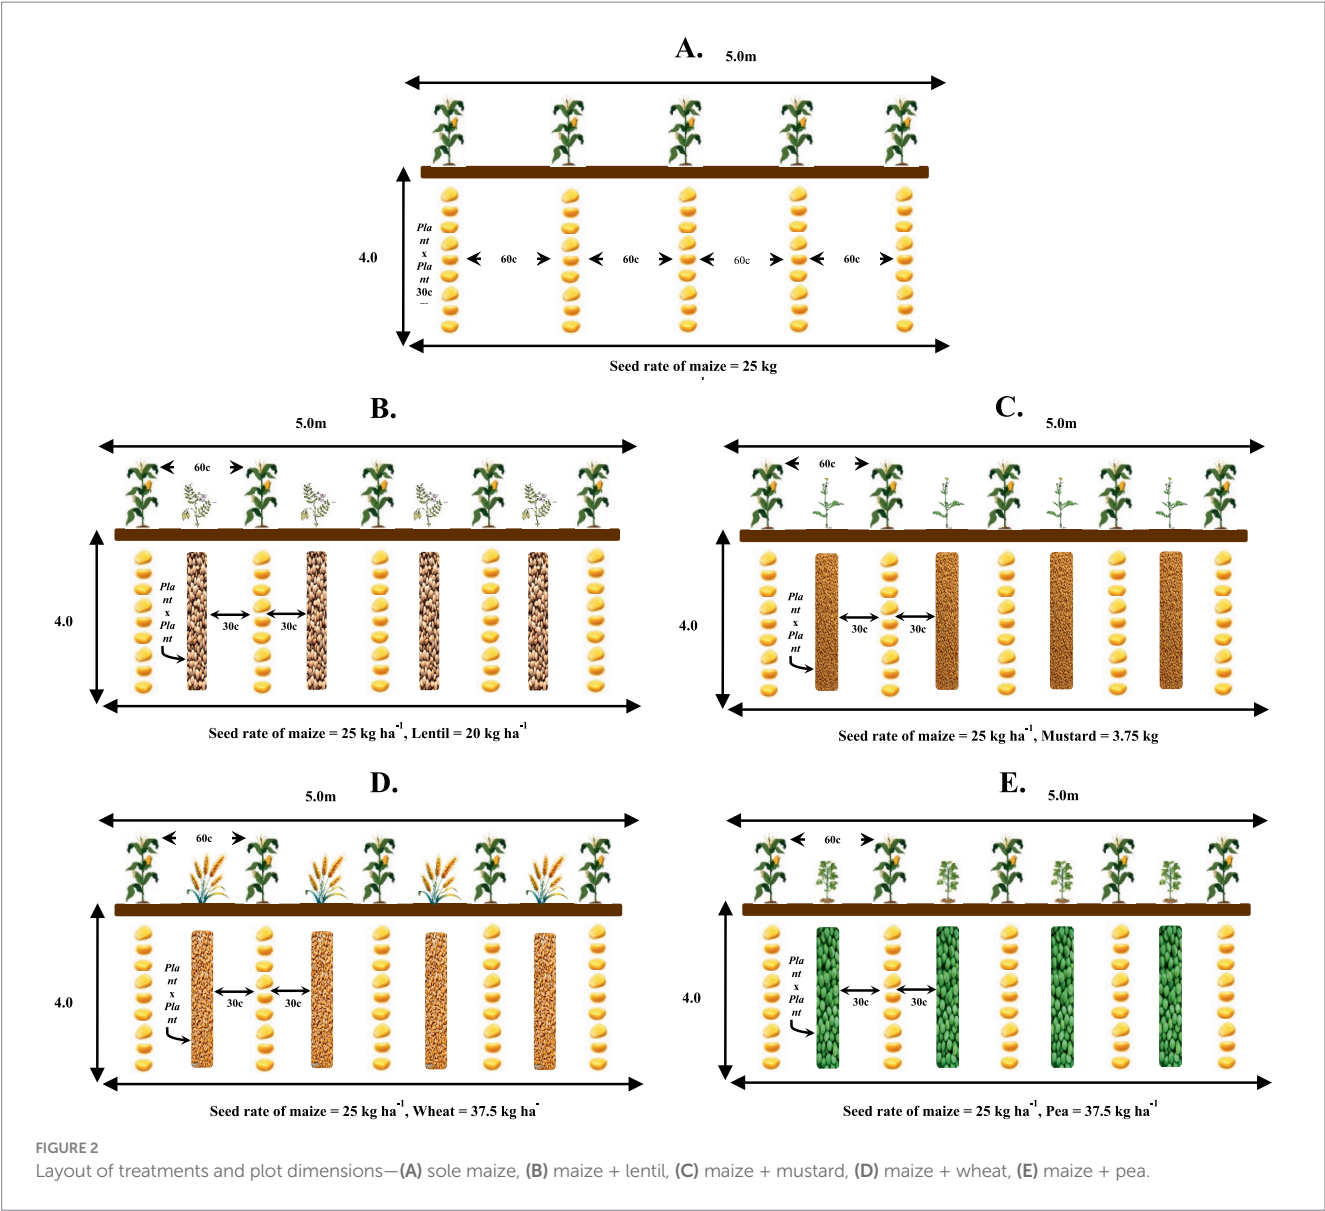 A.
5.0m
Pla
nt
x
Pla
nt
30c
4.0
60c
60c
60c
60c
Seed rate of maize = 25 kg
B.
5.0m
60c
Pla
nt
x
Pla
nt
4.0
30c
30c
Seed rate of maize = 25 kg ha-1, Lentil = 20 kg ha-1
C.
5.0m
60c
Pla
nt
x
Pla
nt
4.0
30c
30c
Seed rate of maize = 25 kg ha-1, Mustard = 3.75 kg
D.
5.0m
60c
Pla
nt
x
Pla
nt
4.0
30c
30c
Seed rate of maize = 25 kg ha-1, Wheat = 37.5 kg ha-
E.
5.0m
60c
Pla
nt
x
Pla
nt
4.0
30c
30c
Seed rate of maize = 25 kg ha-1, Pea = 37.5 kg ha-1
FIGURE 2
Layout of treatments and plot dimensions—(A) sole maize, (B) maize + lentil, (C) maize + mustard, (D) maize + wheat, (E) maize + pea.